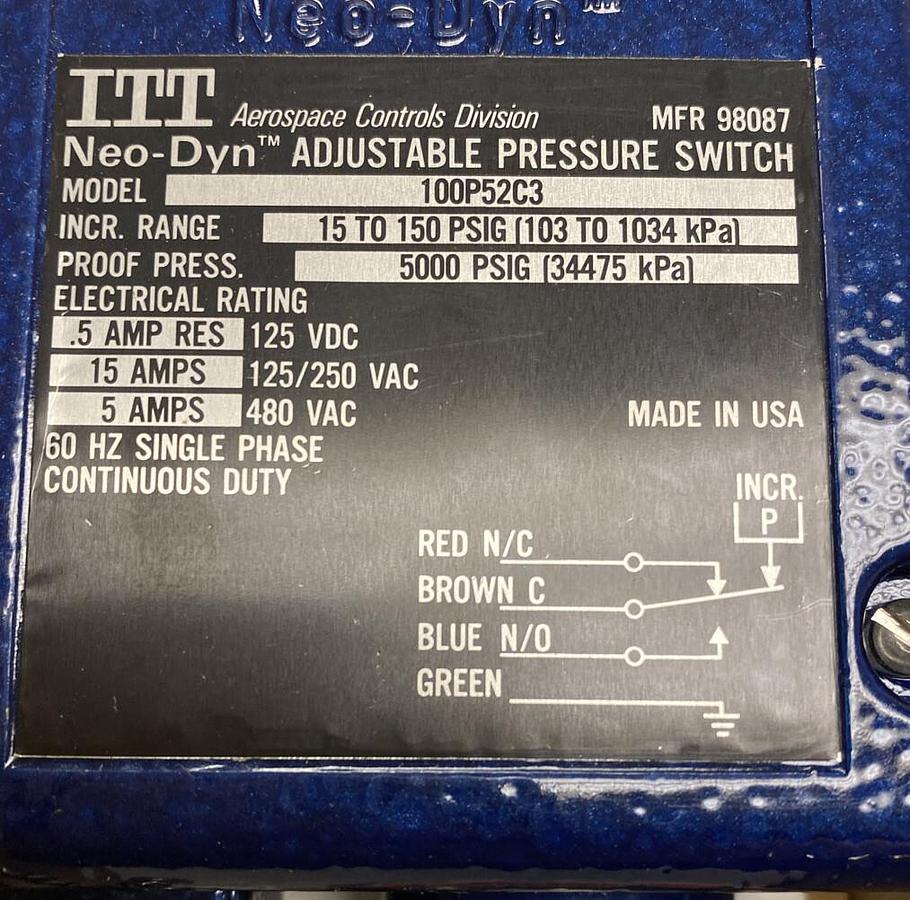 Neo-Dyn™
ITT Aerospace Controls Division MFR 98087
Neo-Dyn™ ADJUSTABLE PRESSURE SWITCH
MODEL 100P52C3
INCR. RANGE 15 TO 150 PSIG (103 TO 1034 kPa)
PROOF PRESS. 5000 PSIG (34475 kPa)
ELECTRICAL RATING
.5 AMP RES 125 VDC
15 AMPS 125/250 VAC
5 AMPS 480 VAC MADE IN USA
60 HZ SINGLE PHASE
CONTINUOUS DUTY
INCR.
P
RED N/C
BROWN C
BLUE N/O
GREEN